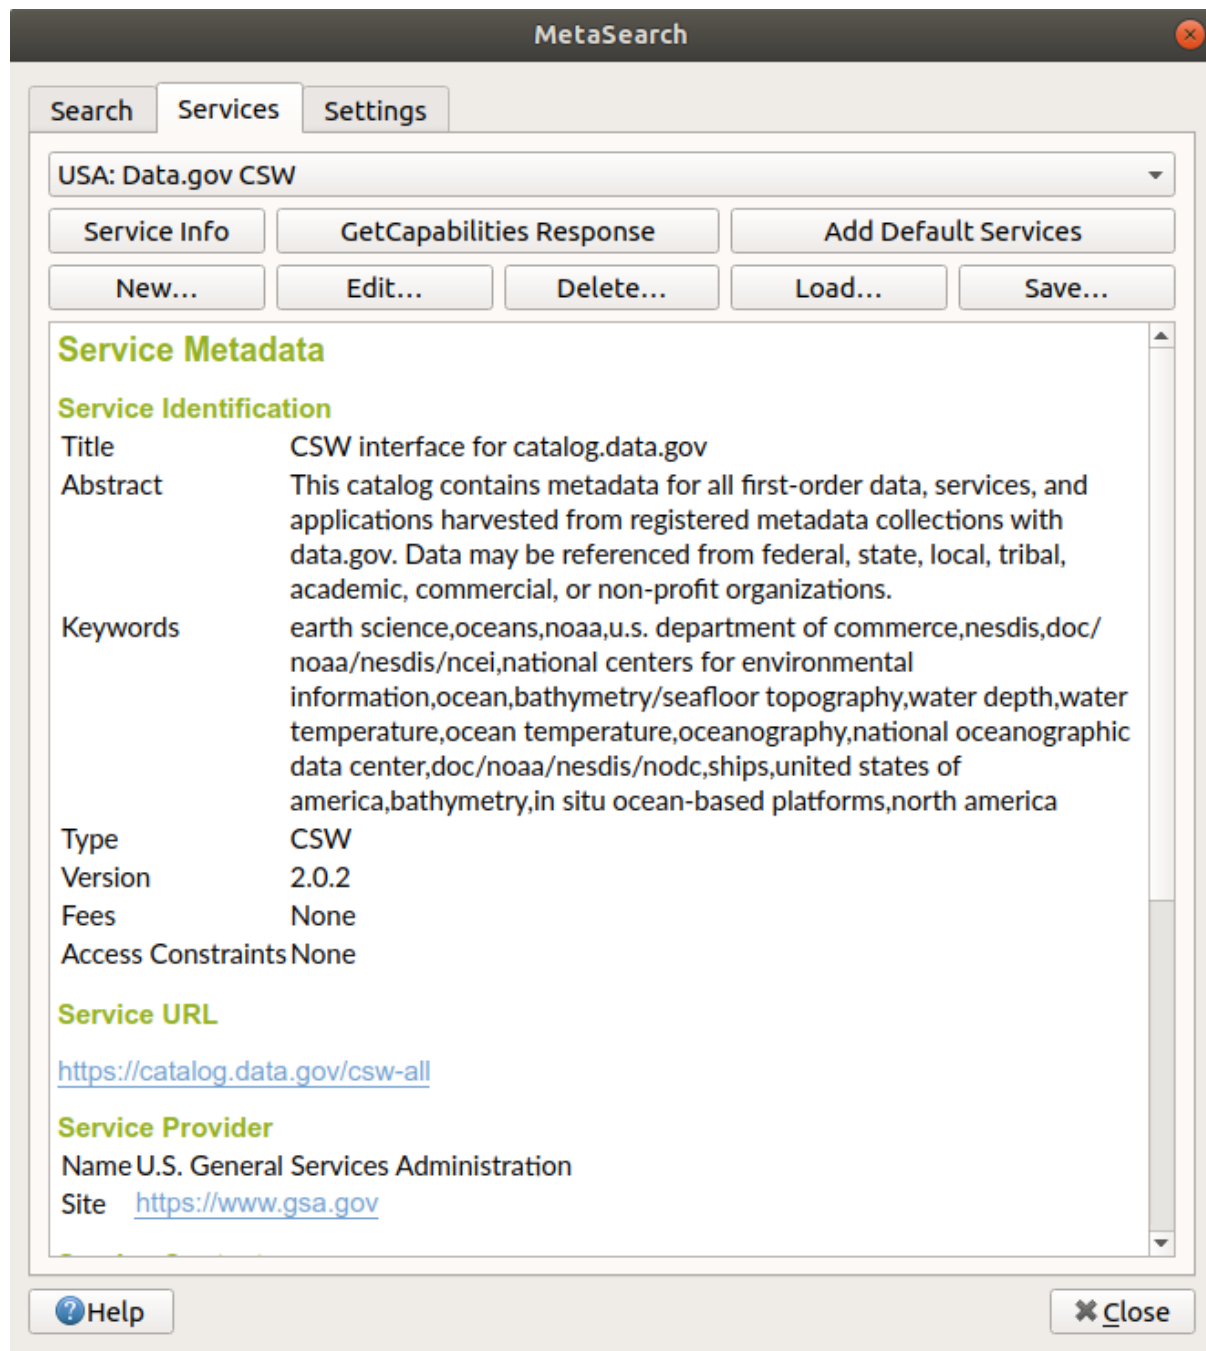 MetaSearch
Search Services Settings
USA: Data.gov CSW
Service Info GetCapabilities Response Add Default Services
New... Edit... Delete... Load... Save...
Service Metadata
Service Identification
Title CSW interface for catalog.data.gov
Abstract This catalog contains metadata for all first-order data, services, and
applications harvested from registered metadata collections with
data.gov. Data may be referenced from federal, state, local, tribal,
academic, commercial, or non-profit organizations.
Keywords earth science,oceans,noaa,u.s. department of commerce,nesdis,doc/
noaa/nesdis/ncei,national centers for environmental
information,ocean,bathymetry/seafloor topography,water depth,water
temperature,ocean temperature,oceanography,national oceanographic
data center,doc/noaa/nesdis/nodc,ships,united states of
america,bathymetry,in situ ocean-based platforms,north america
Type CSW
Version 2.0.2
Fees None
Access Constraints None
Service URL
https://catalog.data.gov/csw-all
Service Provider
Name U.S. General Services Administration
Site https://www.gsa.gov
Help Close